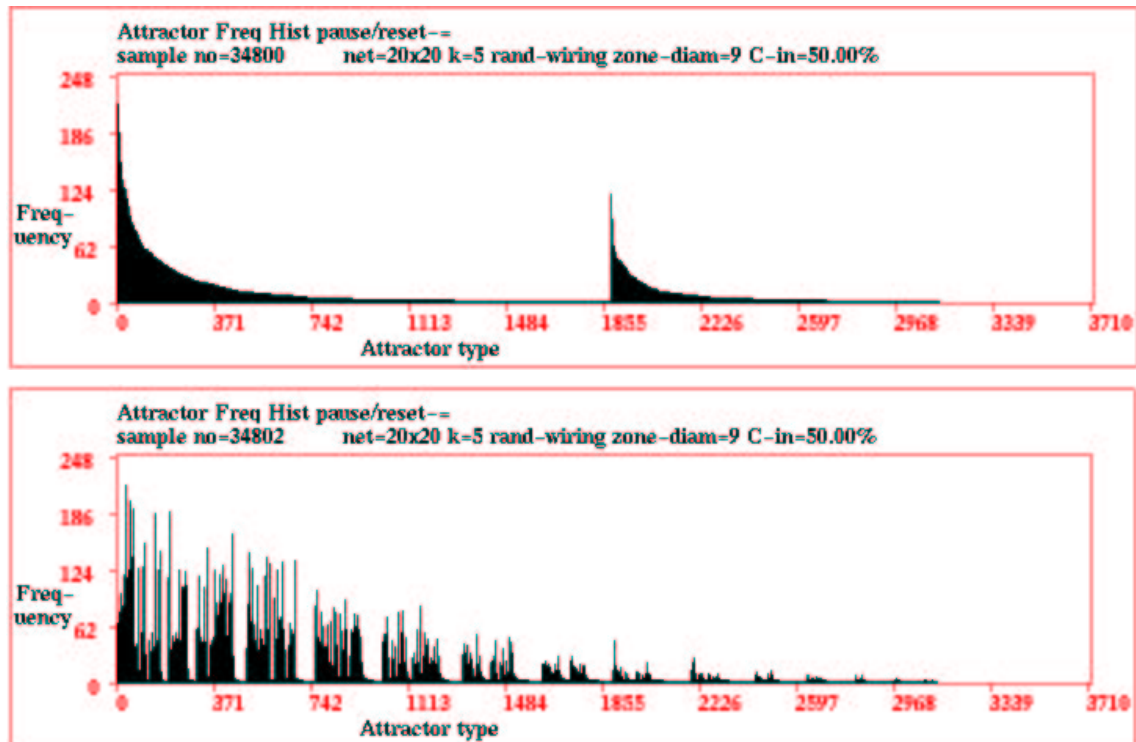 Attractor Freq Hist pause/reset-=
sample no=34800 net=20x20 k=5 rand-wiring zone-diam=9 C-in=50.00%
248
186
124
Freq-
uency
62
0
0 371 742 1113 1484 1855 2226 2597 2968 3339 3710
Attractor type
Attractor Freq Hist pause/reset-=
sample no=34802 net=20x20 k=5 rand-wiring zone-diam=9 C-in=50.00%
248
186
124
Freq-
uency
62
0
0 371 742 1113 1484 1855 2226 2597 2968 3339 3710
Attractor type